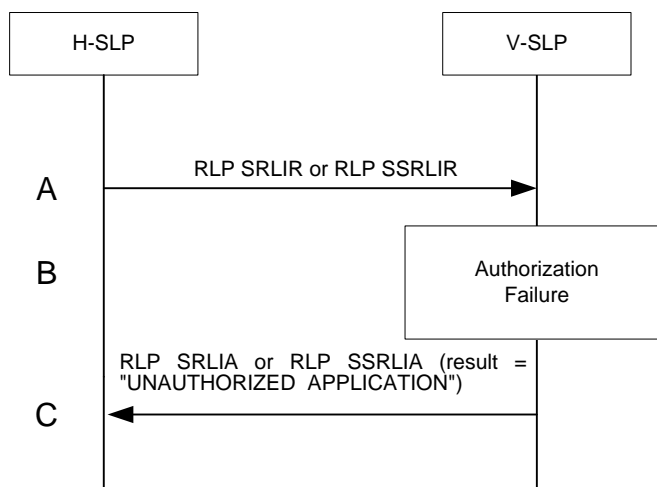 H-SLP
V-SLP
RLP SRLIR or RLP SSRLIR
A
B
Authorization
Failure
RLP SRLIA or RLP SSRLIA (result =
"UNAUTHORIZED APPLICATION")
C